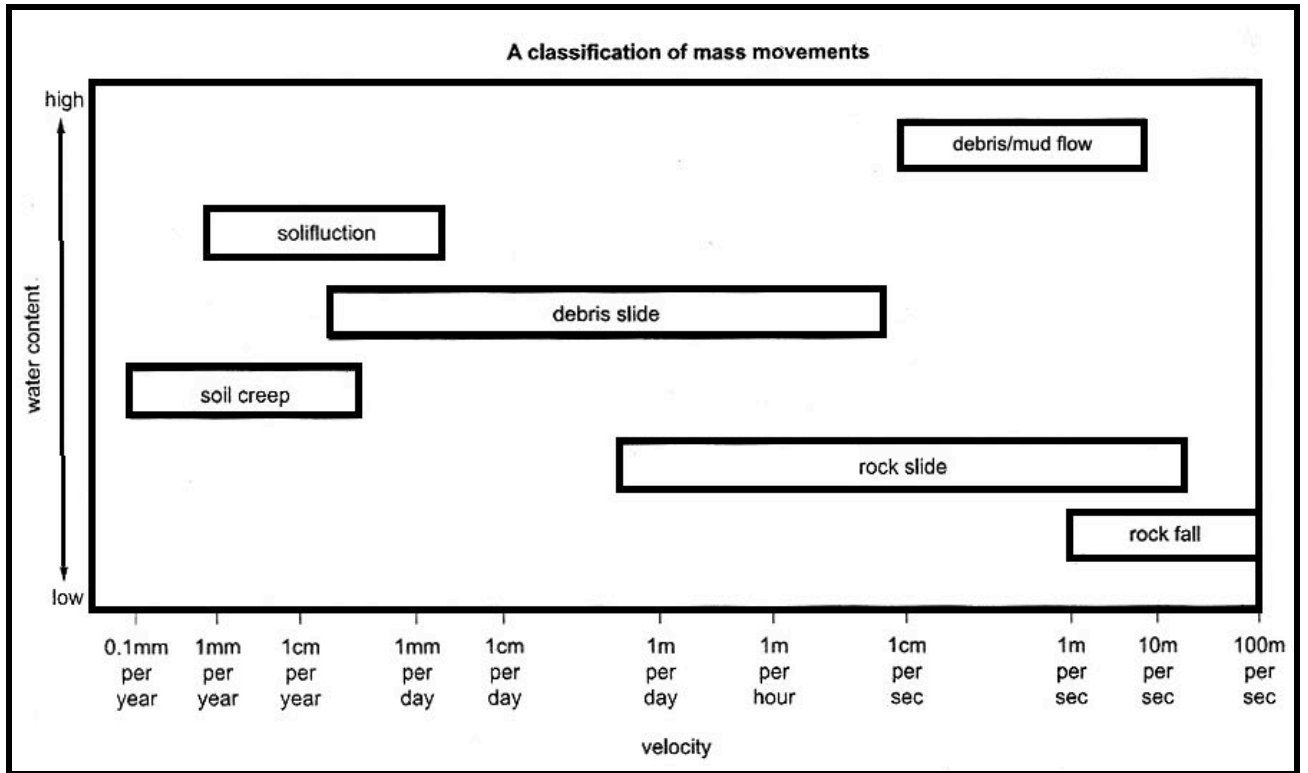 A classification of mass movements
high
debris/mud flow
solifluction
debris slide
water content
soil creep
rock slide
rock fall
low
0.1mm per year
1mm per year
1cm per year
1mm per day
1cm per day
1m per day
1m per hour
1cm per sec
1m per sec
10m per sec
100m per sec
velocity